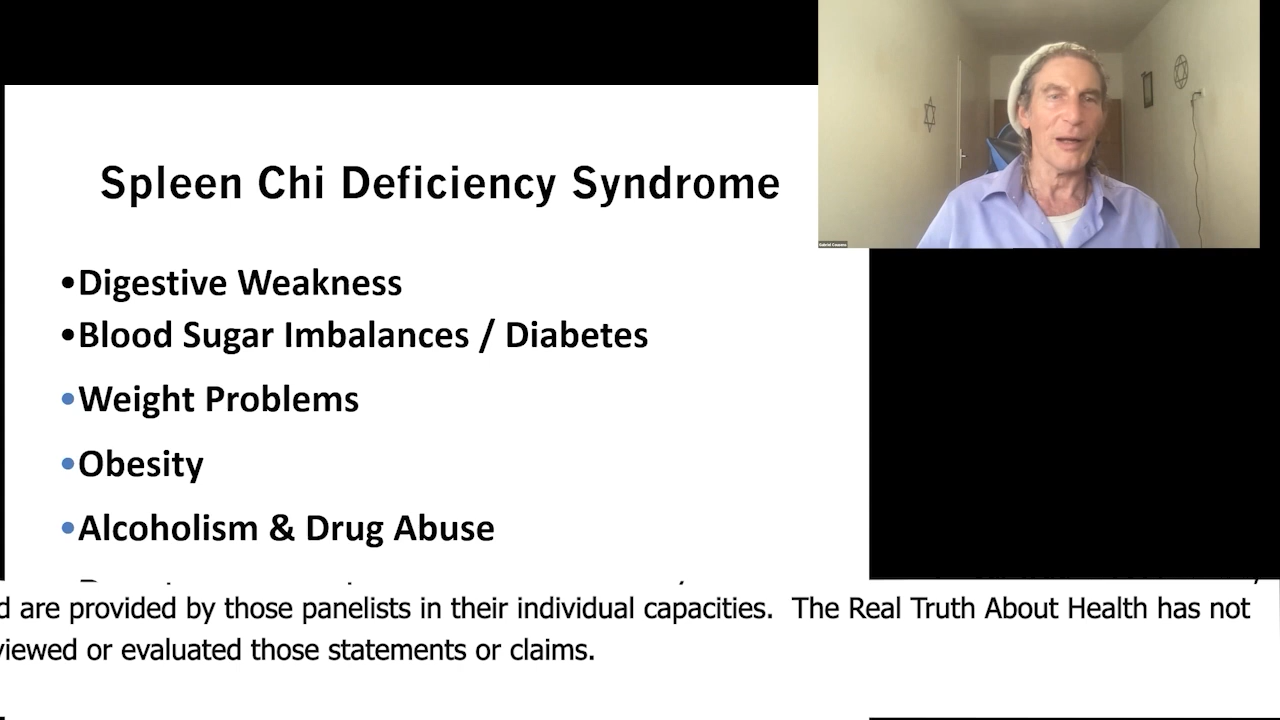 Spleen Chi Deficiency Syndrome
•Digestive Weakness
•Blood Sugar Imbalances / Diabetes
•Weight Problems
•Obesity
•Alcoholism & Drug Abuse
d are provided by those panelists in their individual capacities. The Real Truth About Health has not
viewed or evaluated those statements or claims.